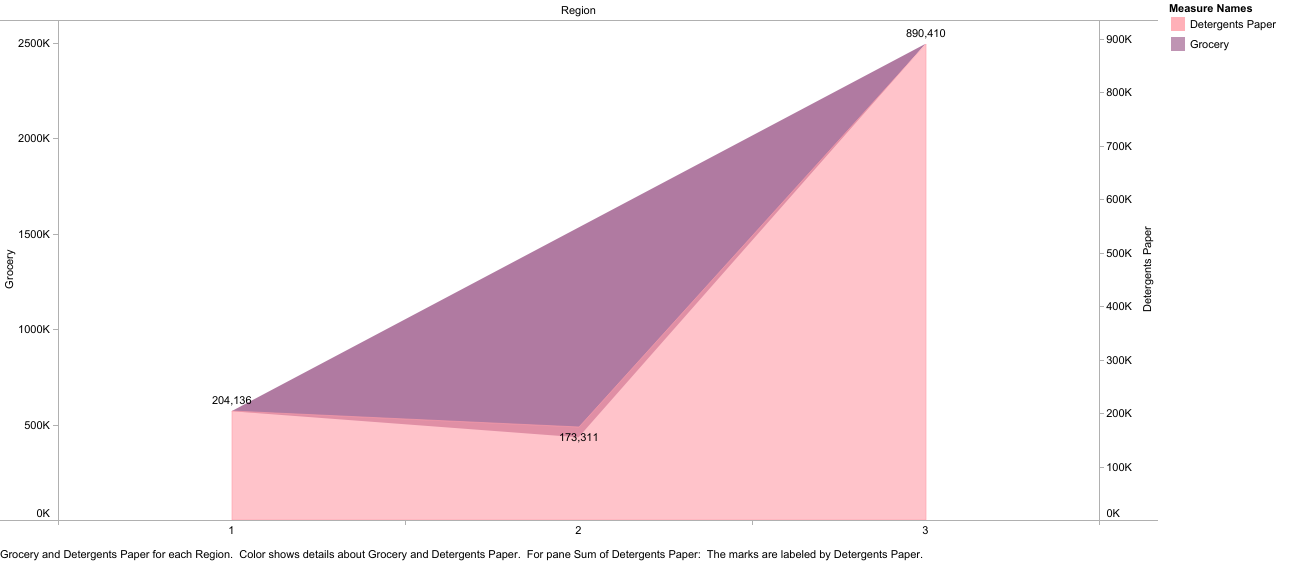 Region
Measure Names
Detergents Paper
Grocery
2500K
2000K
1500K
1000K
500K
0K
Grocery
890,410
204,136
173,311
900K
800K
700K
600K
500K
400K
300K
200K
100K
0K
Detergents Paper
1 2 3
Grocery and Detergents Paper for each Region.  Color shows details about Grocery and Detergents Paper.  For pane Sum of Detergents Paper:  The marks are labeled by Detergents Paper.